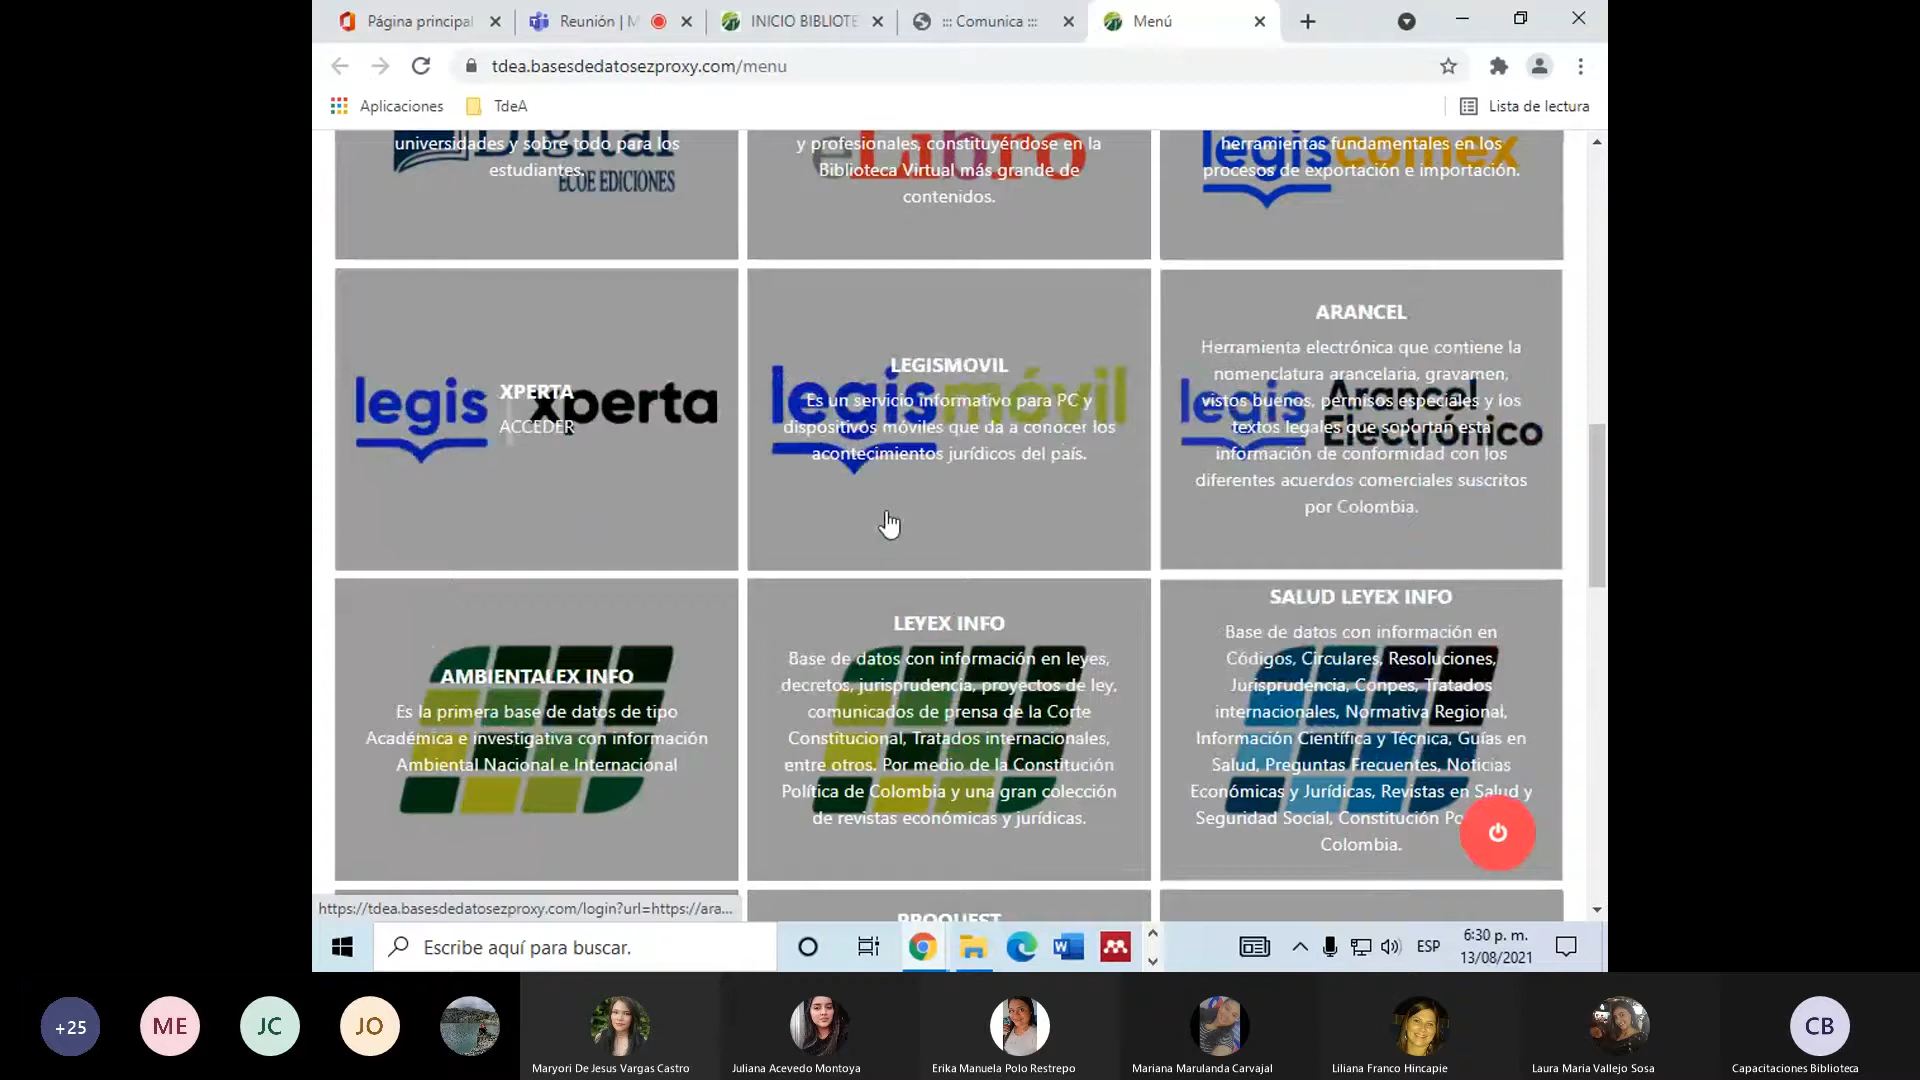 Página principal
Reunión | M
INICIO BIBLIOTE
::: Comunica :::
Menú
tdea.basesdedatosezproxy.com/menu
Aplicaciones
TdeA
Lista de lectura
Digital
universidades y sobre todo para los
estudiantes.
ECOE EDICIONES
eLibro
y profesionales, constituyéndose en la
Biblioteca Virtual más grande de
contenidos.
legiscomex
herramientas fundamentales en los
procesos de exportación e importación.
legis xperta
XPERTA
ACCEDER
legismóvil
LEGISMOVIL
Es un servicio informativo para PC y
dispositivos móviles que da a conocer los
acontecimientos jurídicos del país.
legis Arancel
Electrónico
ARANCEL
Herramienta electrónica que contiene la
nomenclatura arancelaria, gravamen,
vistos buenos, permisos especiales y los
textos legales que soportan esta
información de conformidad con los
diferentes acuerdos comerciales suscritos
por Colombia.
AMBIENTALEX INFO
Es la primera base de datos de tipo
Académica e investigativa con información
Ambiental Nacional e Internacional
LEYEX INFO
Base de datos con información en leyes,
decretos, jurisprudencia, proyectos de ley,
comunicados de prensa de la Corte
Constitucional, Tratados internacionales,
entre otros. Por medio de la Constitución
Política de Colombia y una gran colección
de revistas económicas y jurídicas.
SALUD LEYEX INFO
Base de datos con información en
Códigos, Circulares, Resoluciones,
Jurisprudencia, Conpes, Tratados
internacionales, Normativa Regional,
Información Científica y Técnica, Guías en
Salud, Preguntas Frecuentes, Noticias
Económicas y Jurídicas, Revistas en Salud y
Seguridad Social, Constitución Po
Colombia.
PROQUEST
https://tdea.basesdedatosezproxy.com/login?url=https://ara...
Escribe aquí para buscar.
ESP
6:30 p. m.
13/08/2021
+25
ME
JC
JO
CB
Maryori De Jesus Vargas Castro
Juliana Acevedo Montoya
Erika Manuela Polo Restrepo
Mariana Marulanda Carvajal
Liliana Franco Hincapie
Laura Maria Vallejo Sosa
Capacitaciones Biblioteca